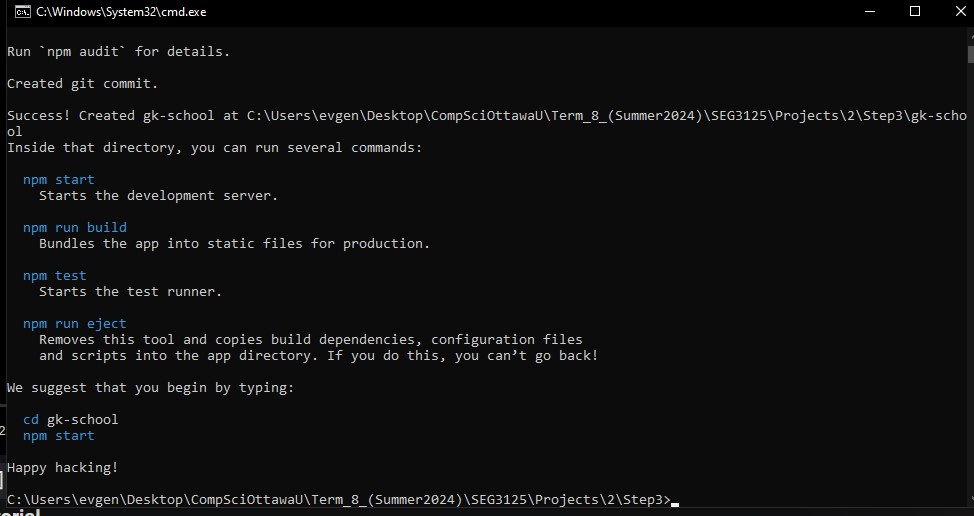 C:\Windows\System32\cmd.exe
Run `npm audit` for details.
Created git commit.
Success! Created gk-school at C:\Users\evgen\Desktop\CompSciOttawaU\Term_8_(Summer2024)\SEG3125\Projects\2\Step3\gk-scho
ol
Inside that directory, you can run several commands:
npm start
Starts the development server.
npm run build
Bundles the app into static files for production.
npm test
Starts the test runner.
npm run eject
Removes this tool and copies build dependencies, configuration files
and scripts into the app directory. If you do this, you can’t go back!
We suggest that you begin by typing:
cd gk-school
npm start
Happy hacking!
C:\Users\evgen\Desktop\CompSciOttawaU\Term_8_(Summer2024)\SEG3125\Projects\2\Step3>